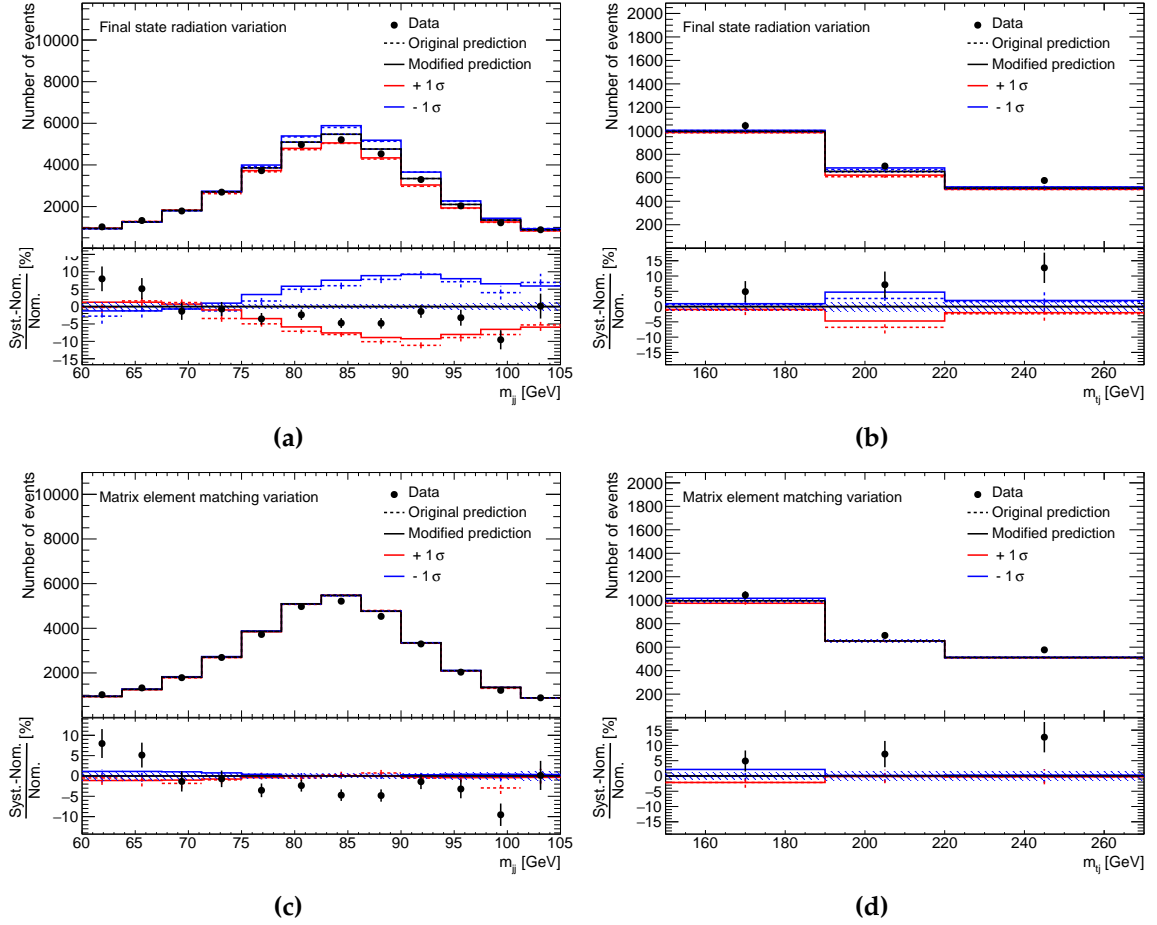 Number of events
10000
8000
6000
4000
2000
Final state radiation variation
Data
Original prediction
Modified prediction
+ 1 σ
- 1 σ
Syst.-Nom.
Nom.
[%]
15
10
5
0
−5
−10
−15
60 65 70 75 80 85 90 95 100 105
m_jj [GeV]
(a)
Number of events
2000
1800
1600
1400
1200
1000
800
600
400
200
Final state radiation variation
Data
Original prediction
Modified prediction
+ 1 σ
- 1 σ
Syst.-Nom.
Nom.
[%]
15
10
5
0
−5
−10
−15
160 180 200 220 240 260
m_tj [GeV]
(b)
Number of events
10000
8000
6000
4000
2000
Matrix element matching variation
Data
Original prediction
Modified prediction
+ 1 σ
- 1 σ
Syst.-Nom.
Nom.
[%]
10
5
0
−5
−10
60 65 70 75 80 85 90 95 100 105
m_jj [GeV]
(c)
Number of events
2000
1800
1600
1400
1200
1000
800
600
400
200
Matrix element matching variation
Data
Original prediction
Modified prediction
+ 1 σ
- 1 σ
Syst.-Nom.
Nom.
[%]
15
10
5
0
−5
−10
−15
160 180 200 220 240 260
m_tj [GeV]
(d)